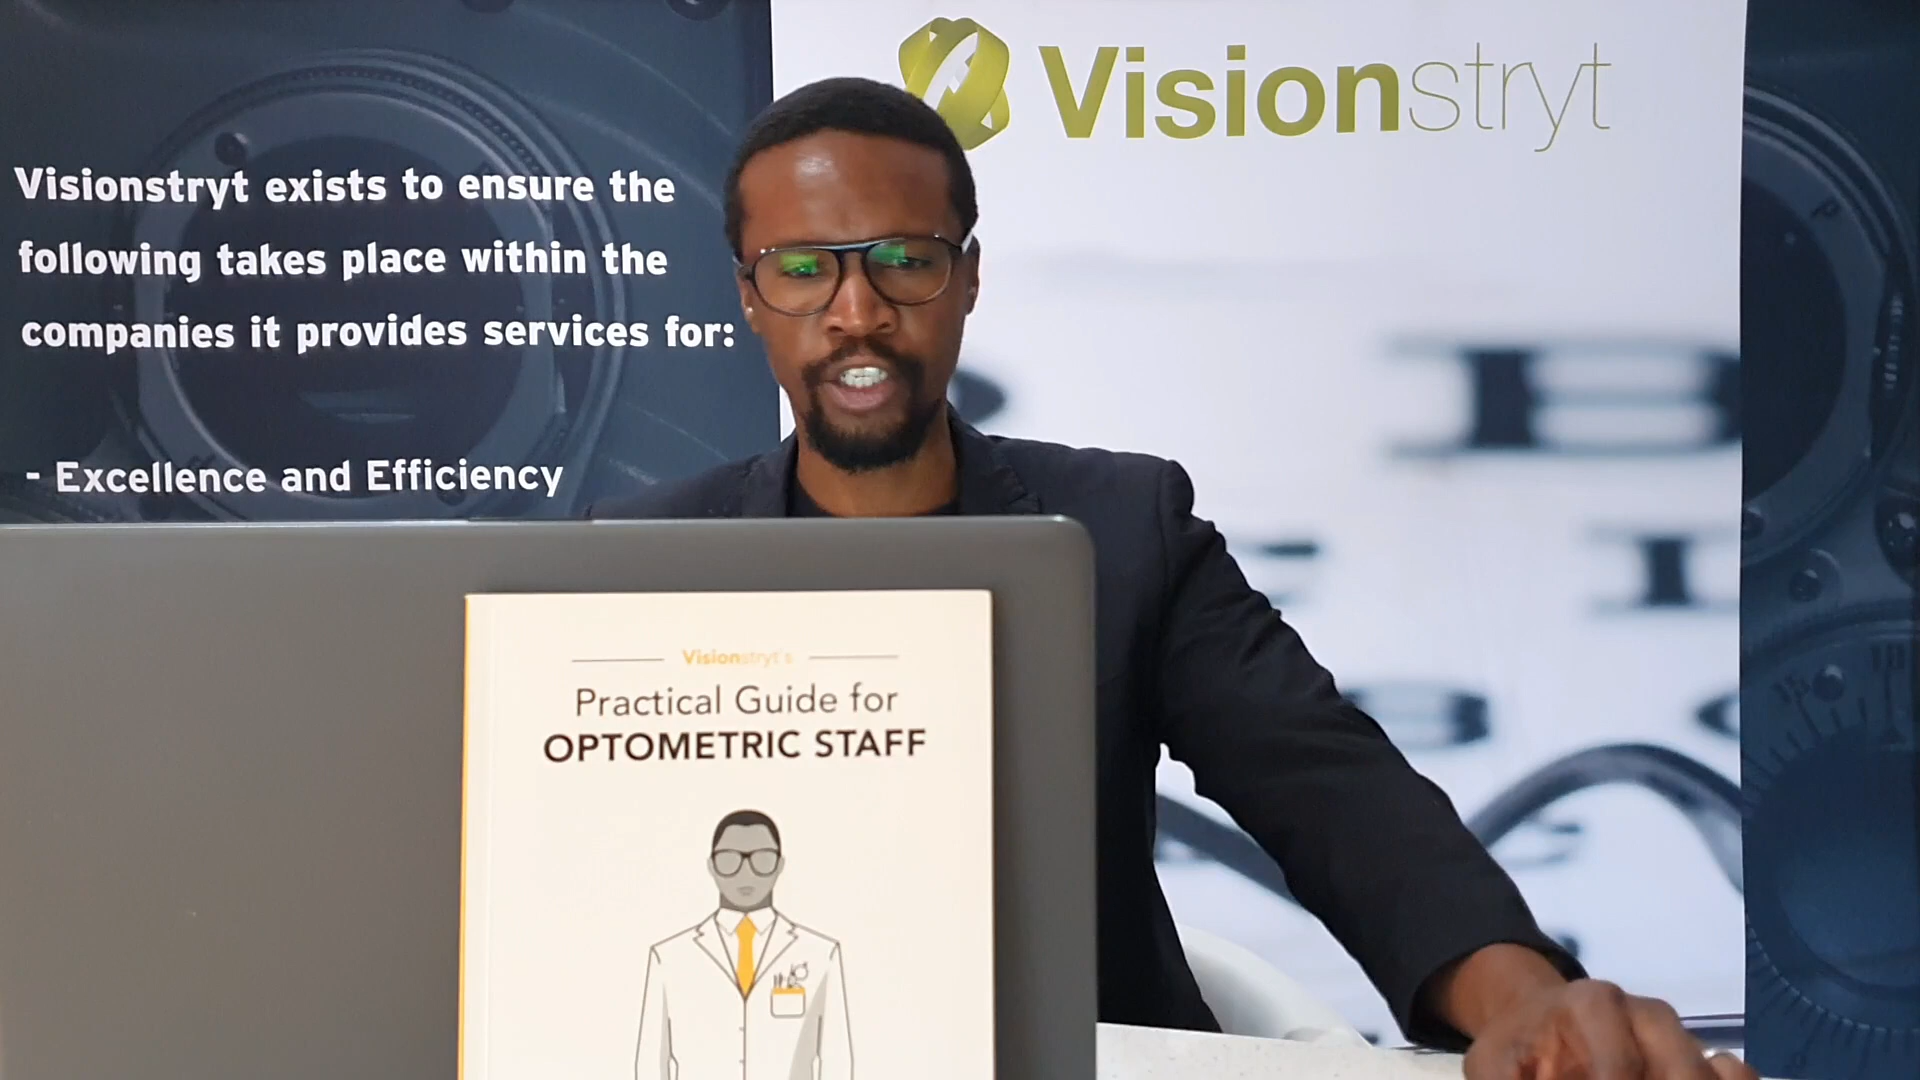 Visionstryt
Visionstryt exists to ensure the
following takes place within the
companies it provides services for:
- Excellence and Efficiency
Visionstryt's
Practical Guide for
OPTOMETRIC STAFF